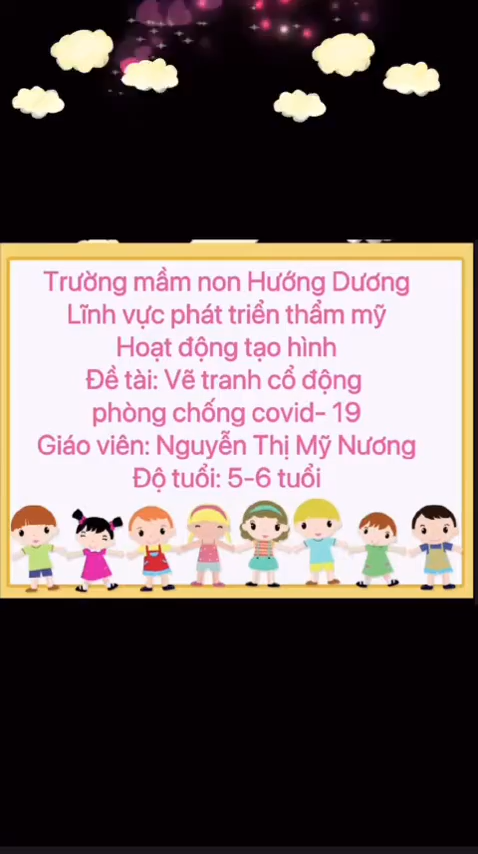 Trường mầm non Hướng Dương
Lĩnh vực phát triển thẩm mỹ
Hoạt động tạo hình
Đề tài: Vẽ tranh cổ động
phòng chống covid- 19
Giáo viên: Nguyễn Thị Mỹ Nương
Độ tuổi: 5-6 tuổi